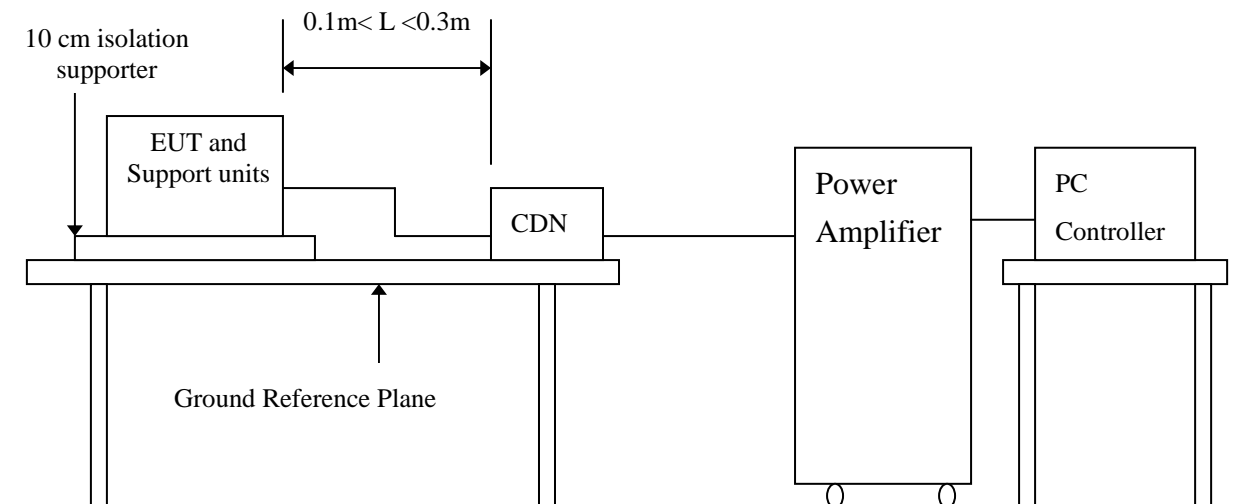 0.1m< L <0.3m
10 cm isolation
supporter
EUT and
Support units
CDN
Power
Amplifier
PC
Controller
Ground Reference Plane